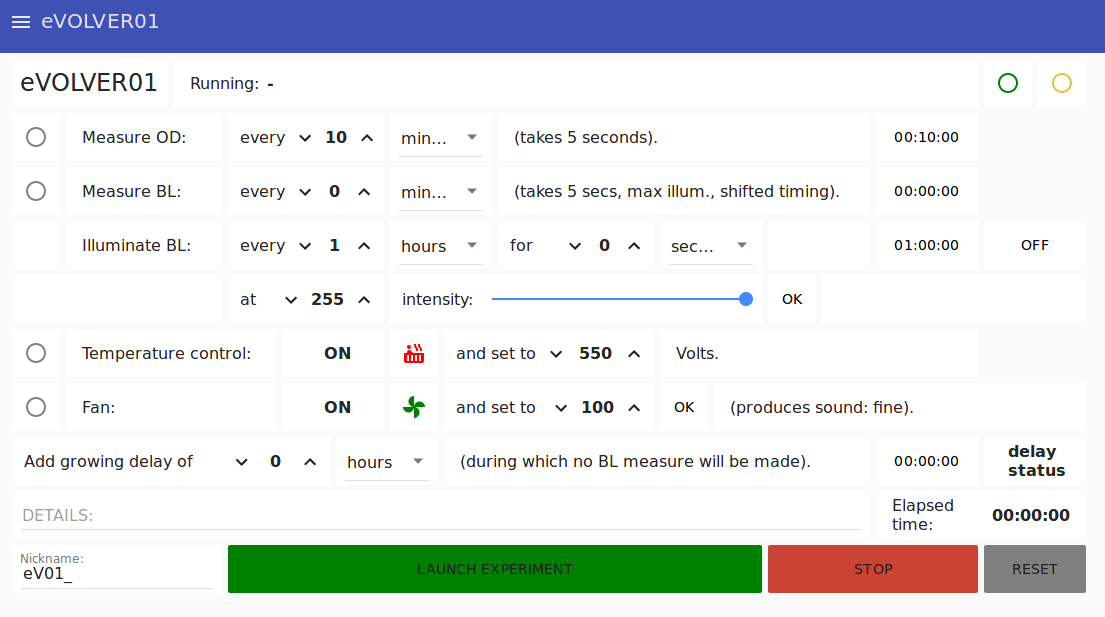 eVOLVER01
eVOLVER01 Running: -
Measure OD: every 10 min... (takes 5 seconds). 00:10:00
Measure BL: every 0 min... (takes 5 secs, max illum., shifted timing). 00:00:00
Illuminate BL: every 1 hours for 0 sec... 01:00:00 OFF
at 255 intensity: OK
Temperature control: ON and set to 550 Volts.
Fan: ON and set to 100 OK (produces sound: fine).
Add growing delay of 0 hours (during which no BL measure will be made). 00:00:00 delay
status
DETAILS: Elapsed
time: 00:00:00
Nickname:
eV01_ LAUNCH EXPERIMENT STOP RESET